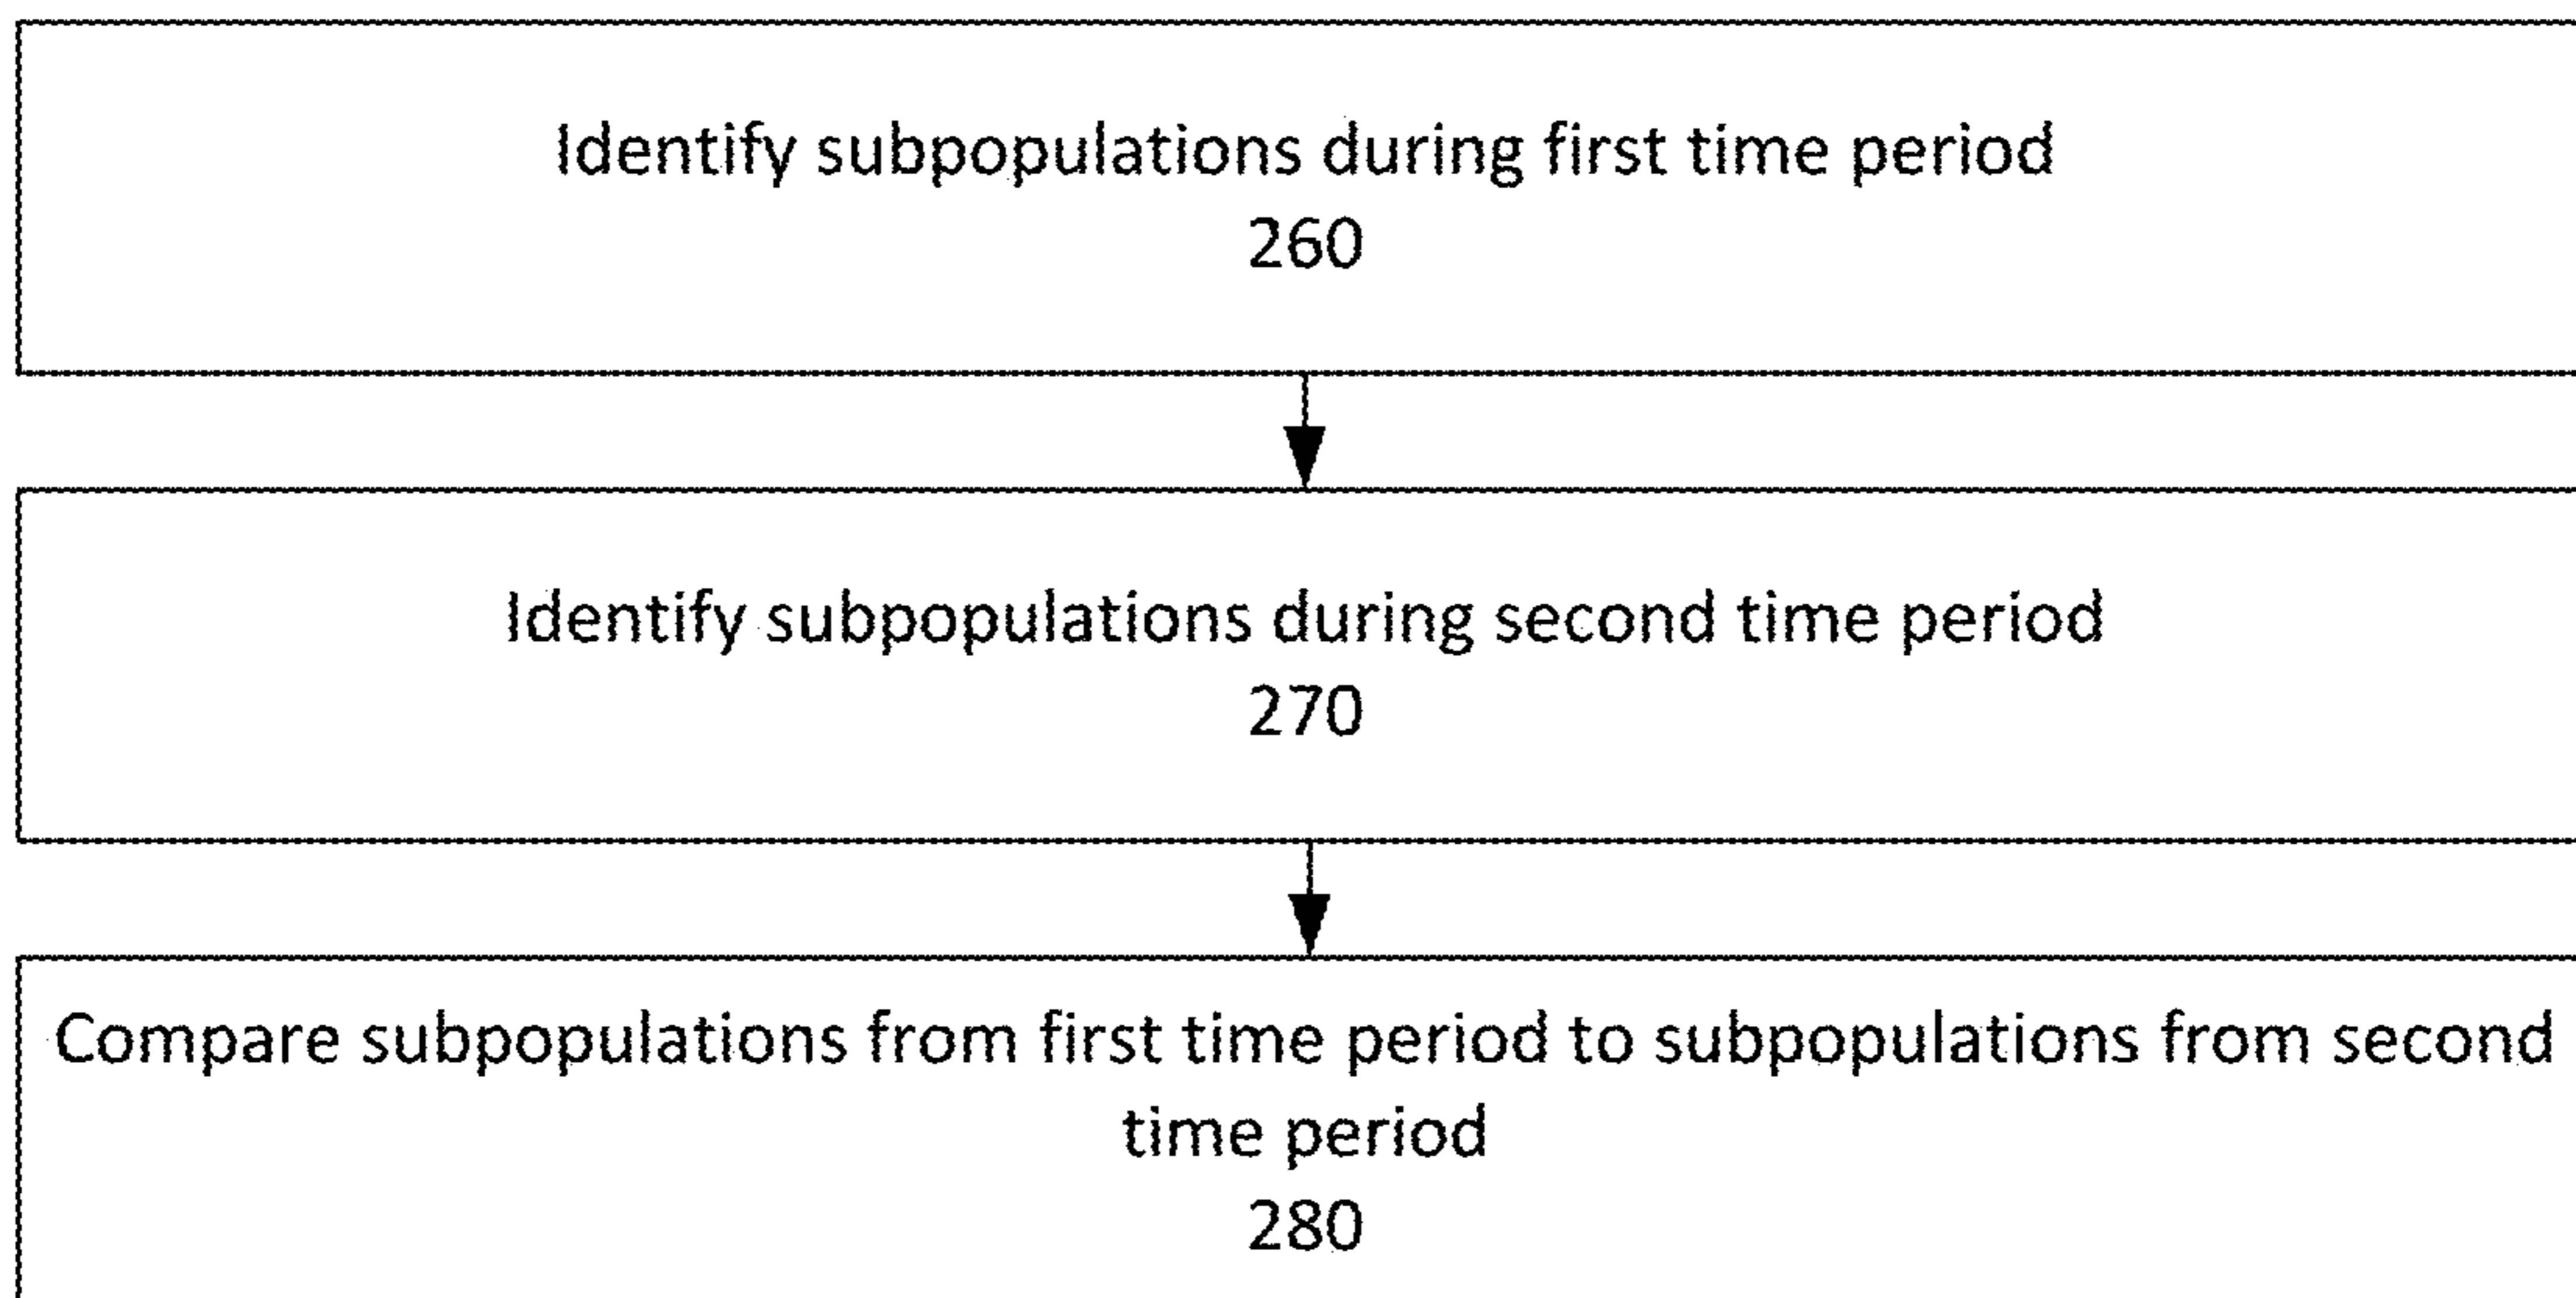 Identify subpopulations during first time period
260
Identify subpopulations during second time period
270
Compare subpopulations from first time period to subpopulations from second
time period
280